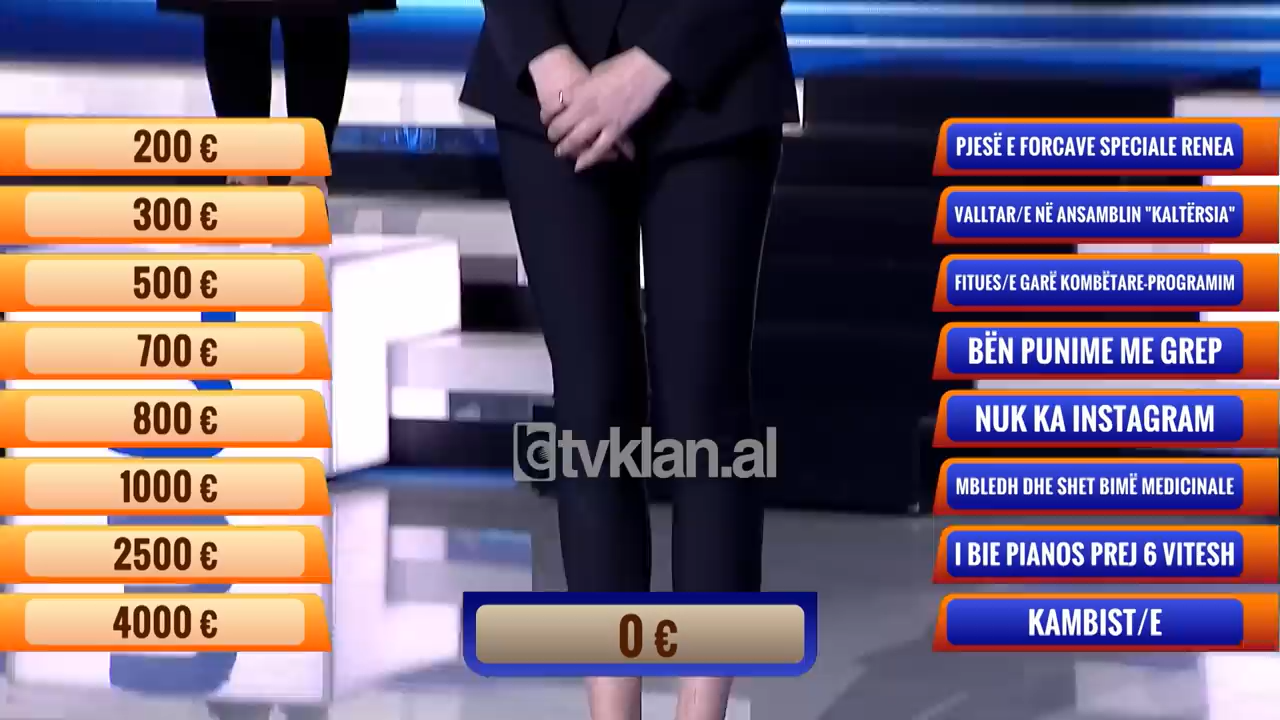 200 €
300 €
500 €
700 €
800 €
1000 €
2500 €
4000 €
PJESË E FORCAVE SPECIALE RENEA
VALLTAR/E NË ANSAMBLIN "KALTËRSIA"
FITUES/E GARË KOMBËTARE-PROGRAMIM
BËN PUNIME ME GREP
NUK KA INSTAGRAM
MBLEDH DHE SHET BIMË MEDICINALE
I BIE PIANOS PREJ 6 VITESH
KAMBIST/E
tvklan.al
0 €